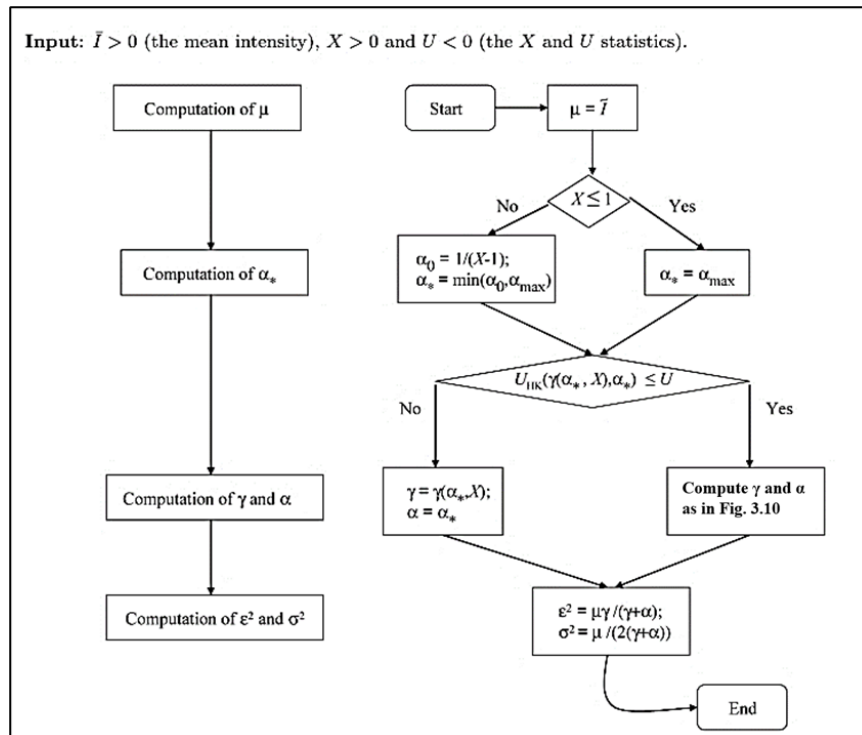 Input: Ī > 0 (the mean intensity), X > 0 and U < 0 (the X and U statistics).
Computation of μ
Start
μ = Ī
X ≤ 1
No
Yes
Computation of α*
α₀ = 1/(X-1);
α* = min(α₀,αmax)
α* = αmax
U_HK(γ(α*, X),α*) ≤ U
No
Yes
Computation of γ and α
γ = γ(α*,X);
α = α*
Compute γ and α
as in Fig. 3.10
Computation of ε² and σ²
ε² = μγ /(γ+α);
σ² = μ /(2(γ+α))
End